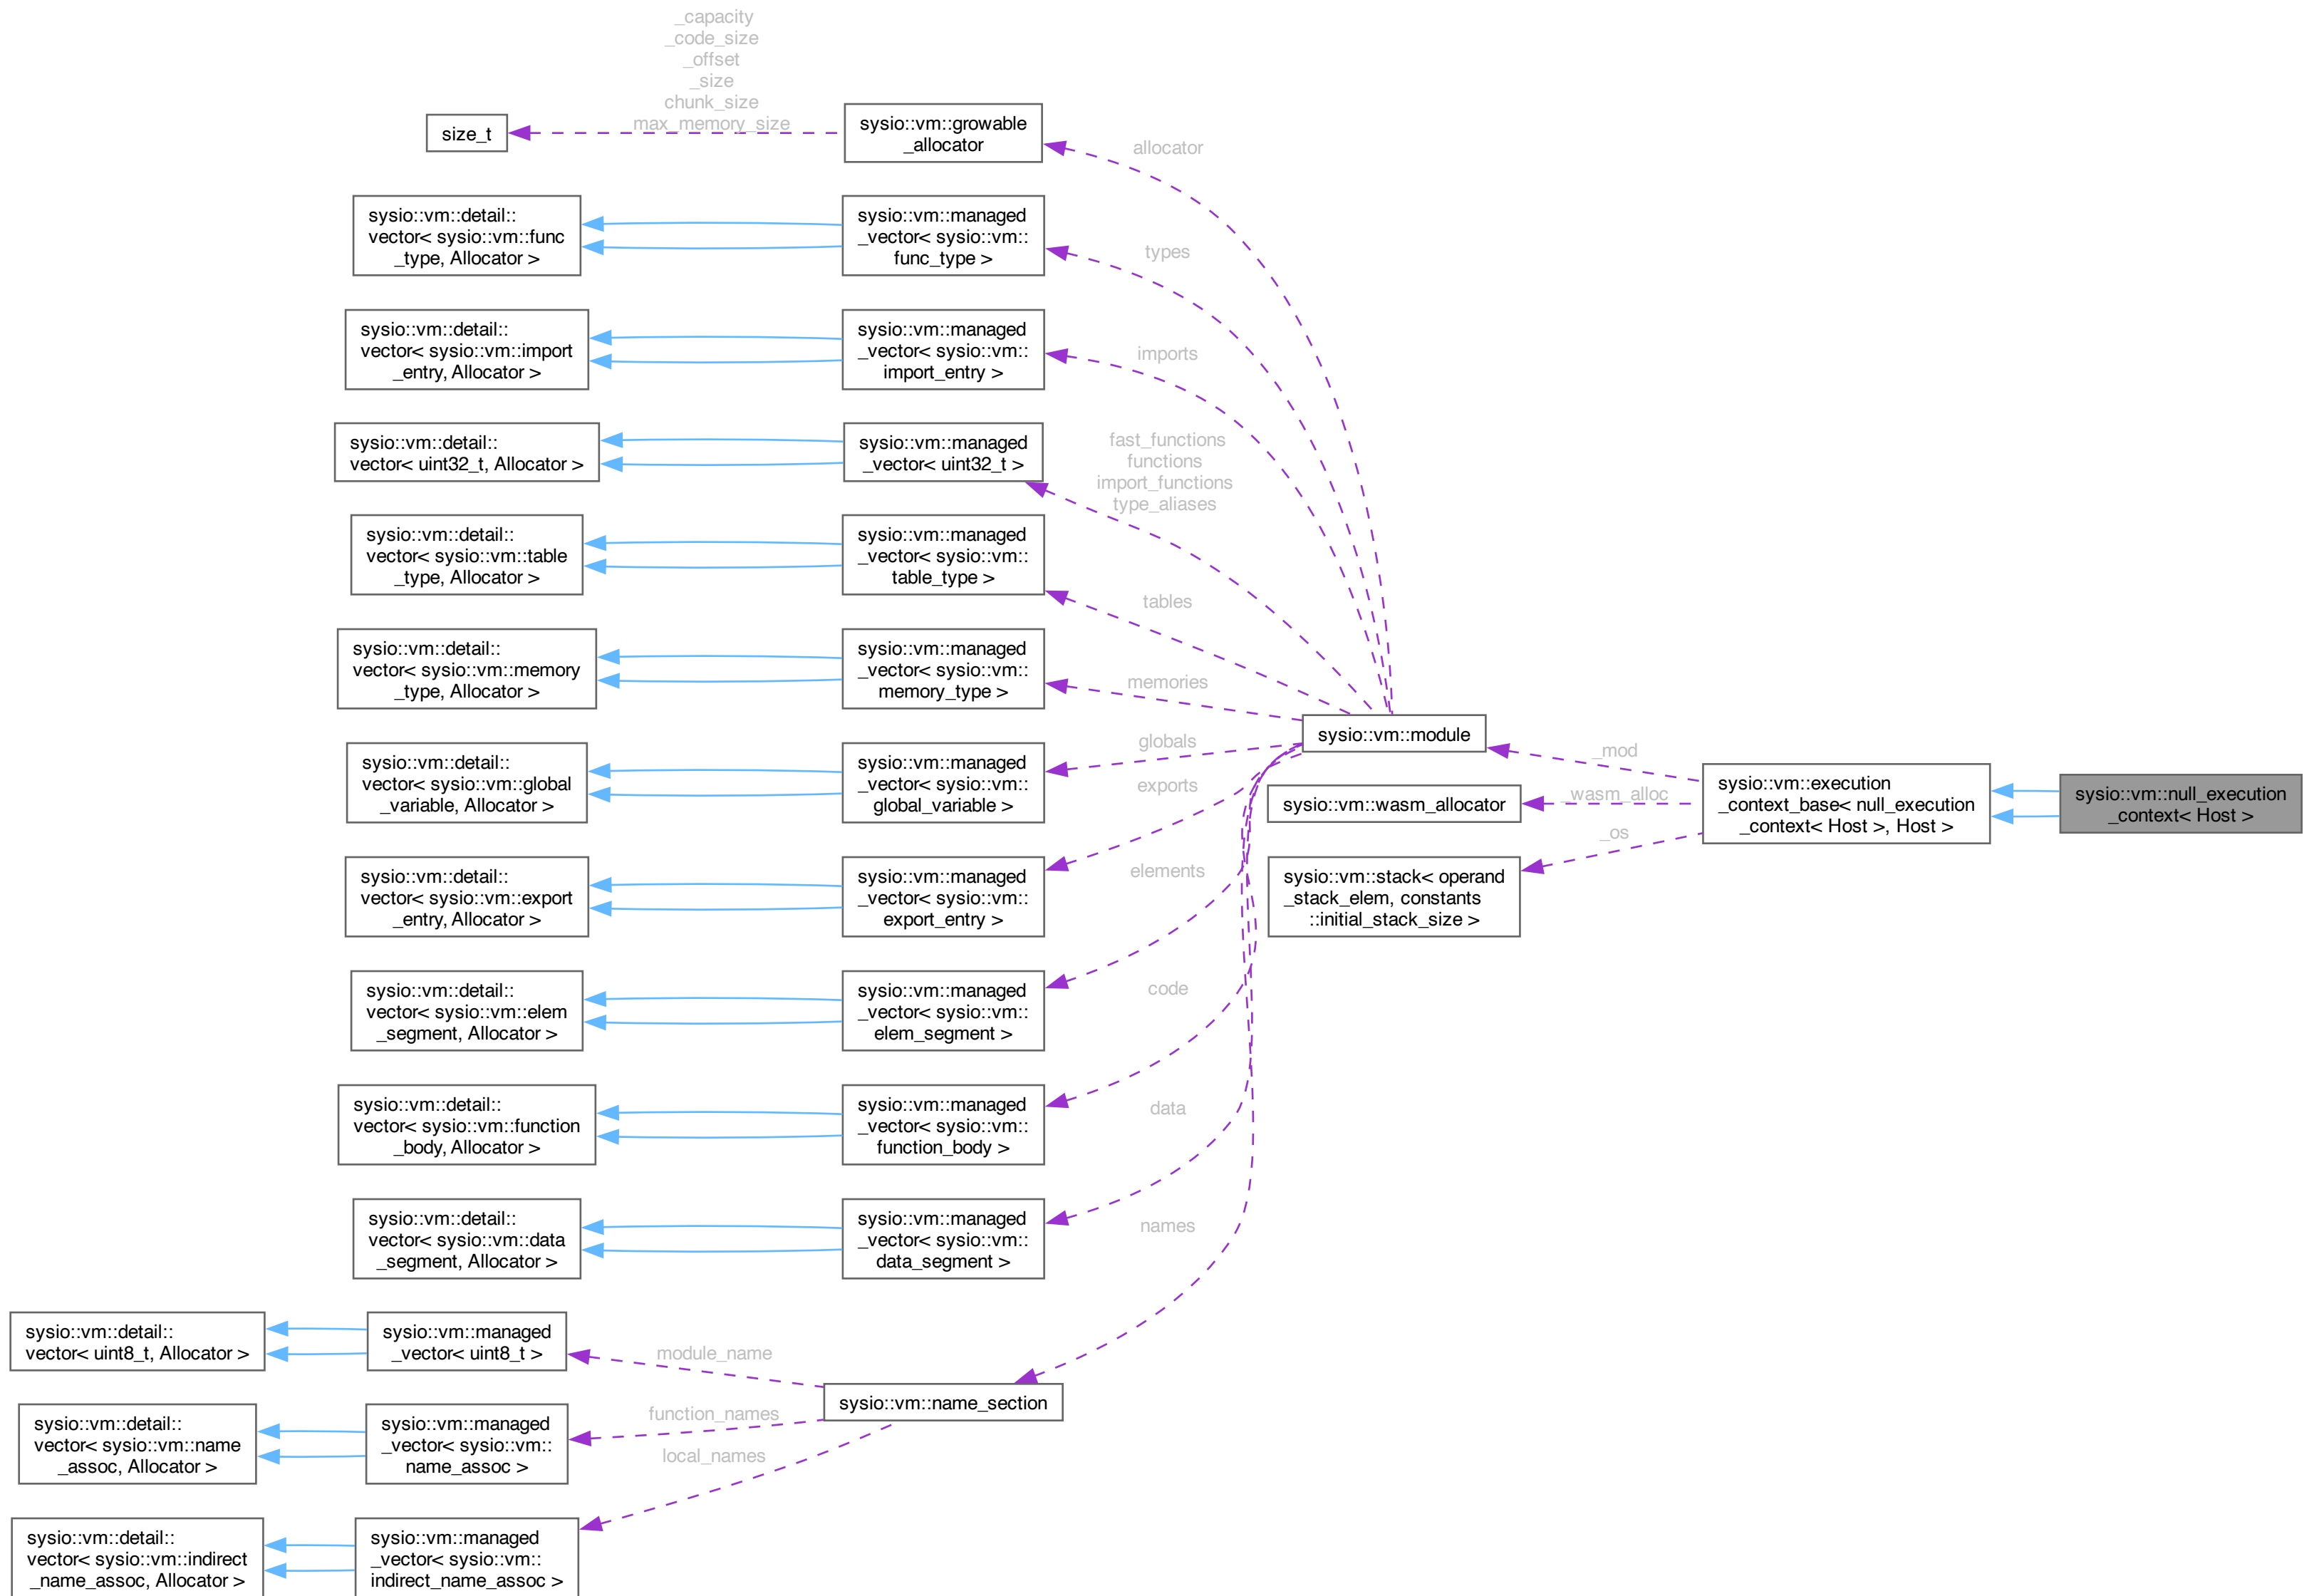 _capacity
_code_size
_offset
_size
chunk_size
max_memory_size
size_t
sysio::vm::growable
_allocator
allocator
sysio::vm::detail::
vector< sysio::vm::func
_type, Allocator >
sysio::vm::managed
_vector< sysio::vm::
func_type >
types
sysio::vm::detail::
vector< sysio::vm::import
_entry, Allocator >
sysio::vm::managed
_vector< sysio::vm::
import_entry >
imports
sysio::vm::detail::
vector< uint32_t, Allocator >
sysio::vm::managed
_vector< uint32_t >
fast_functions
functions
import_functions
type_aliases
sysio::vm::detail::
vector< sysio::vm::table
_type, Allocator >
sysio::vm::managed
_vector< sysio::vm::
table_type >
tables
sysio::vm::detail::
vector< sysio::vm::memory
_type, Allocator >
sysio::vm::managed
_vector< sysio::vm::
memory_type >
memories
sysio::vm::module
sysio::vm::detail::
vector< sysio::vm::global
_variable, Allocator >
sysio::vm::managed
_vector< sysio::vm::
global_variable >
globals
exports
_mod
_wasm_alloc
_os
sysio::vm::wasm_allocator
sysio::vm::execution
_context_base< null_execution
_context< Host >, Host >
sysio::vm::null_execution
_context< Host >
sysio::vm::detail::
vector< sysio::vm::export
_entry, Allocator >
sysio::vm::managed
_vector< sysio::vm::
export_entry >
elements
sysio::vm::stack< operand
_stack_elem, constants
::initial_stack_size >
sysio::vm::detail::
vector< sysio::vm::elem
_segment, Allocator >
sysio::vm::managed
_vector< sysio::vm::
elem_segment >
code
sysio::vm::detail::
vector< sysio::vm::function
_body, Allocator >
sysio::vm::managed
_vector< sysio::vm::
function_body >
data
sysio::vm::detail::
vector< sysio::vm::data
_segment, Allocator >
sysio::vm::managed
_vector< sysio::vm::
data_segment >
names
sysio::vm::detail::
vector< uint8_t, Allocator >
sysio::vm::managed
_vector< uint8_t >
module_name
sysio::vm::name_section
sysio::vm::detail::
vector< sysio::vm::name
_assoc, Allocator >
sysio::vm::managed
_vector< sysio::vm::
name_assoc >
function_names
local_names
sysio::vm::detail::
vector< sysio::vm::indirect
_name_assoc, Allocator >
sysio::vm::managed
_vector< sysio::vm::
indirect_name_assoc >